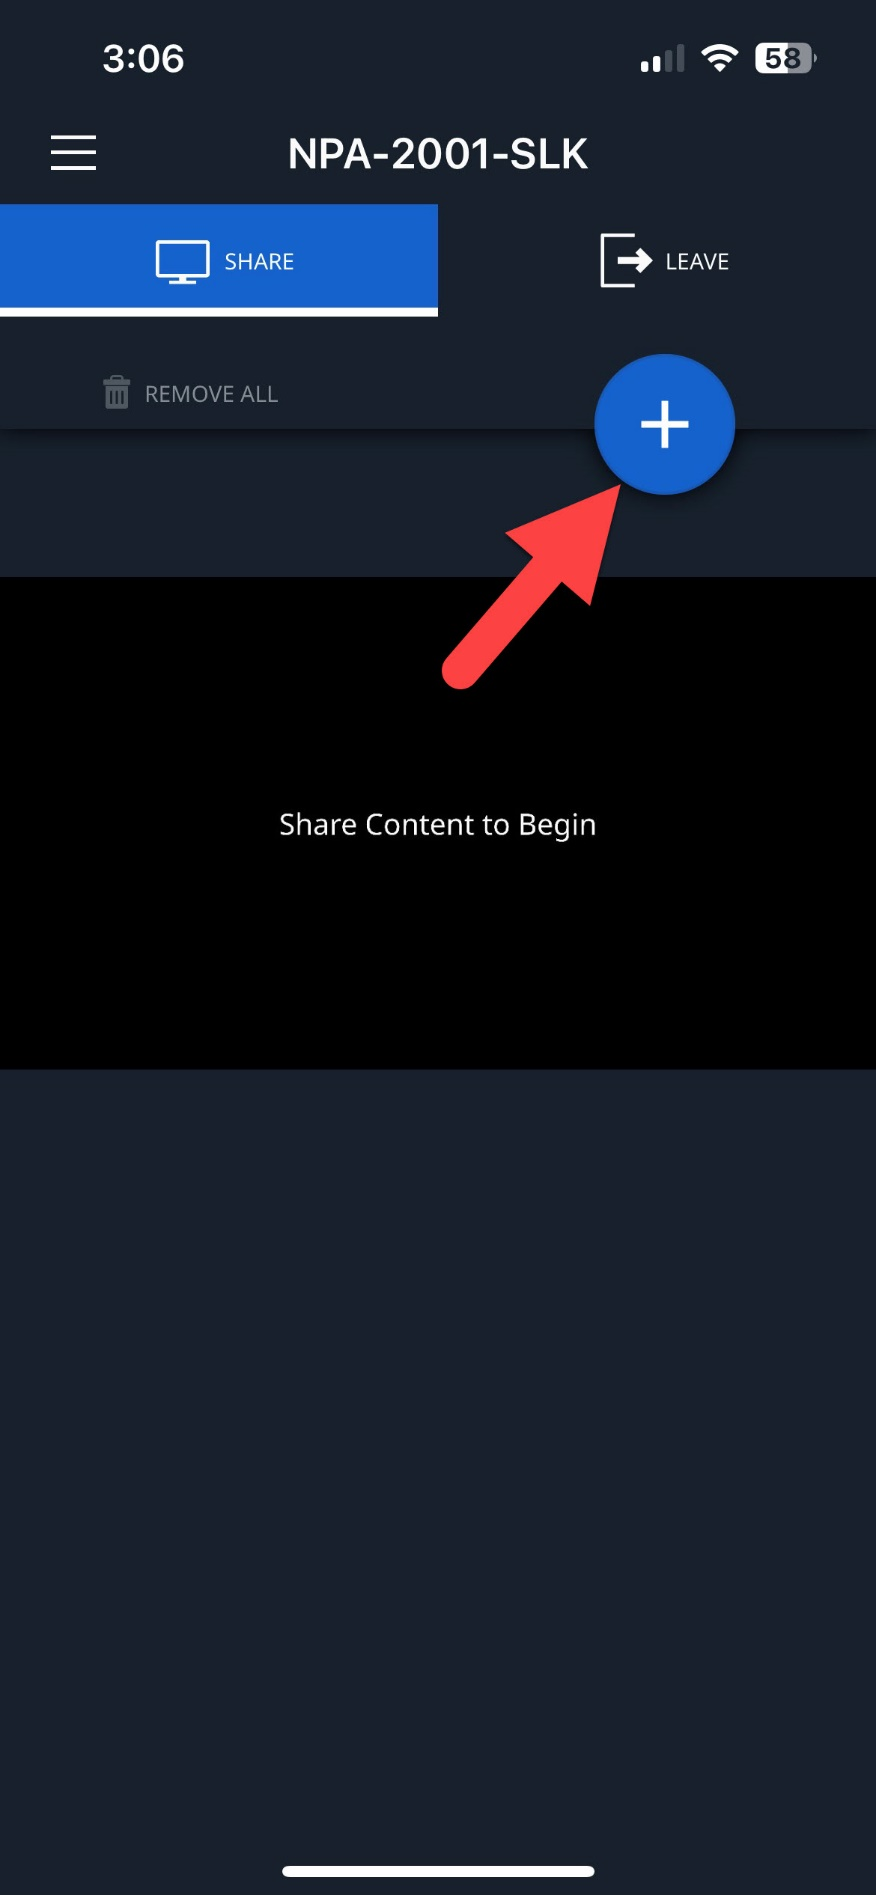 3:06
58
NPA-2001-SLK
SHARE
LEAVE
REMOVE ALL
Share Content to Begin